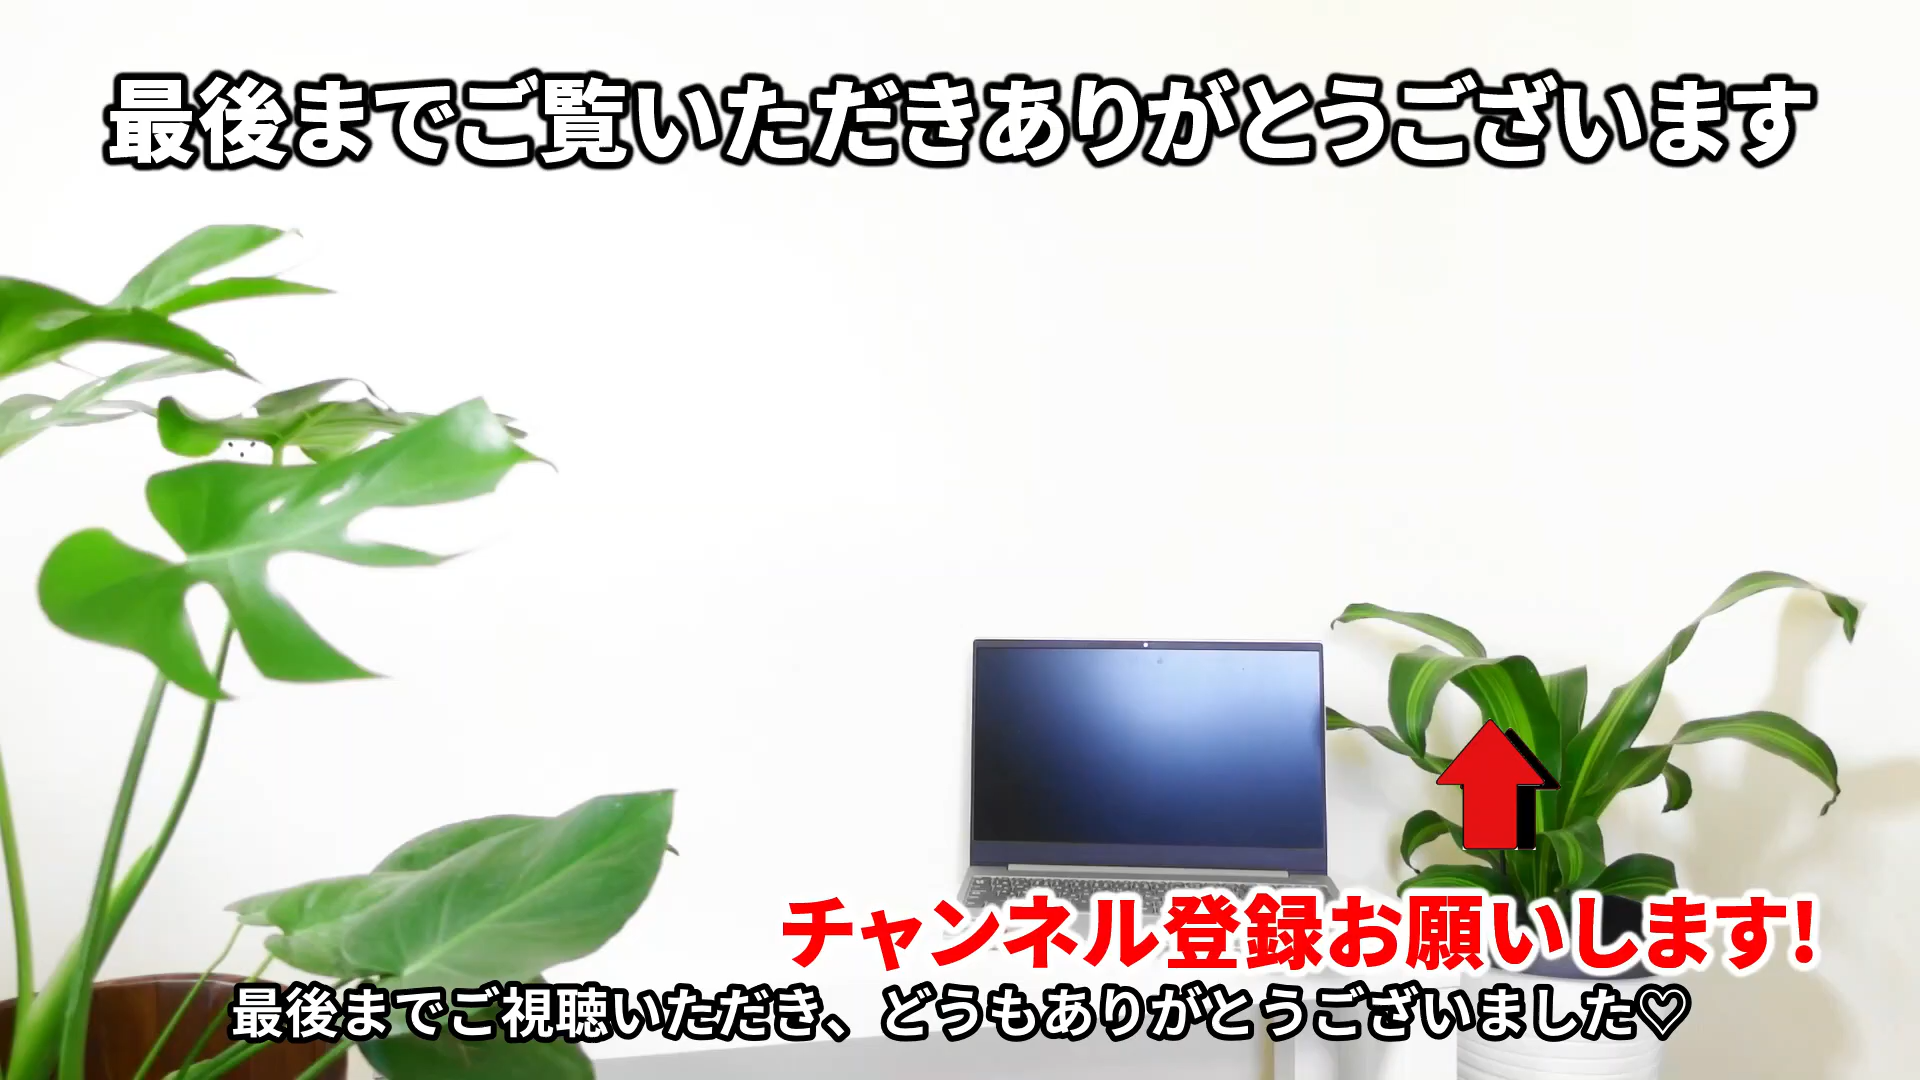 最後までご覧いただきありがとうございます
チャンネル登録お願いします!
最後までご視聴いただき、どうもありがとうございました♡